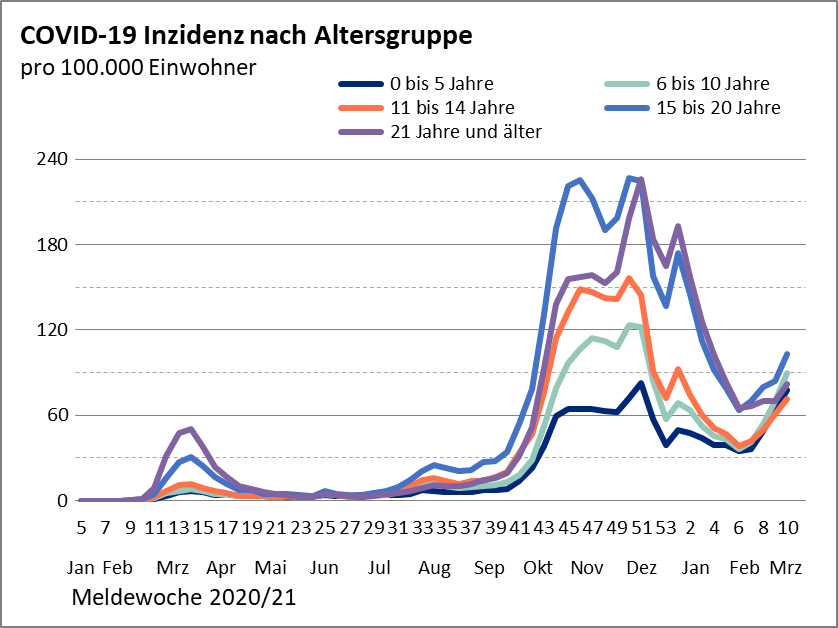 COVID-19 Inzidenz nach Altersgruppe
pro 100.000 Einwohner
0 bis 5 Jahre
6 bis 10 Jahre
11 bis 14 Jahre
15 bis 20 Jahre
21 Jahre und älter
240
180
120
60
0
5 7 9 11 13 15 17 19 21 23 25 27 29 31 33 35 37 39 41 43 45 47 49 51 53 2 4 6 8 10
Jan Feb Mrz Apr Mai Jun Jul Aug Sep Okt Nov Dez Jan Feb Mrz
Meldewoche 2020/21